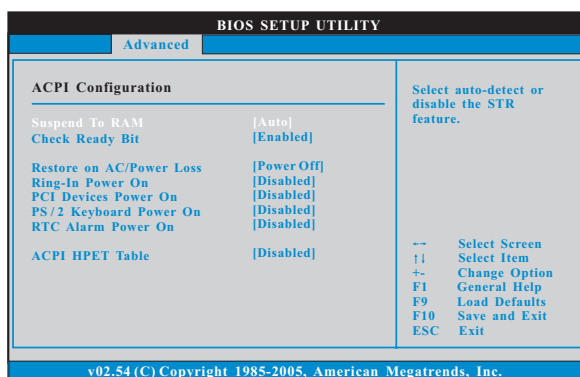 BIOS SETUP UTILITY
Advanced
ACPI Configuration
Suspend To RAM [Auto]
Check Ready Bit [Enabled]
Restore on AC/Power Loss [Power Off]
Ring-In Power On [Disabled]
PCI Devices Power On [Disabled]
PS/2 Keyboard Power On [Disabled]
RTC Alarm Power On [Disabled]
ACPI HPET Table [Disabled]
Select auto-detect or
disable the STR
feature.
←→ Select Screen
↑↓ Select Item
+- Change Option
F1 General Help
F9 Load Defaults
F10 Save and Exit
ESC Exit
v02.54 (C) Copyright 1985-2005, American Megatrends, Inc.